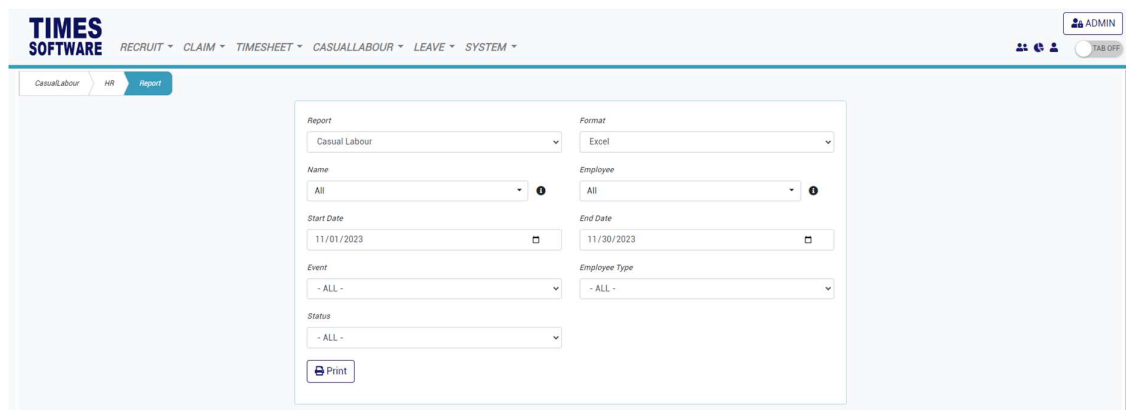 TIMES
SOFTWARE
RECRUIT CLAIM TIMESHEET CASUALLABOUR LEAVE SYSTEM
ADMIN
TAB OFF
CasualLabour HR Report
Report Format
Casual Labour Excel
Name Employee
All All
Start Date End Date
11/01/2023 11/30/2023
Event Employee Type
- ALL - - ALL -
Status
- ALL -
Print